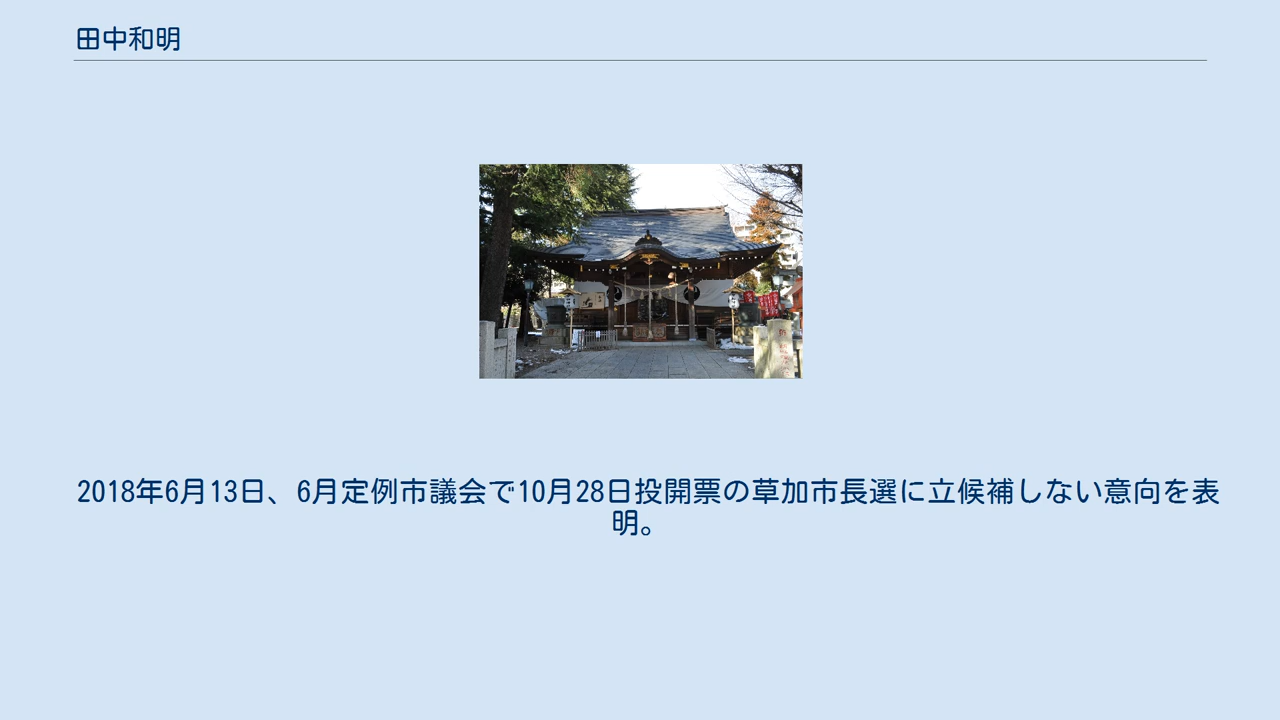 田中和明
2018年6月13日、6月定例市議会で10月28日投開票の草加市長選に立候補しない意向を表
明。